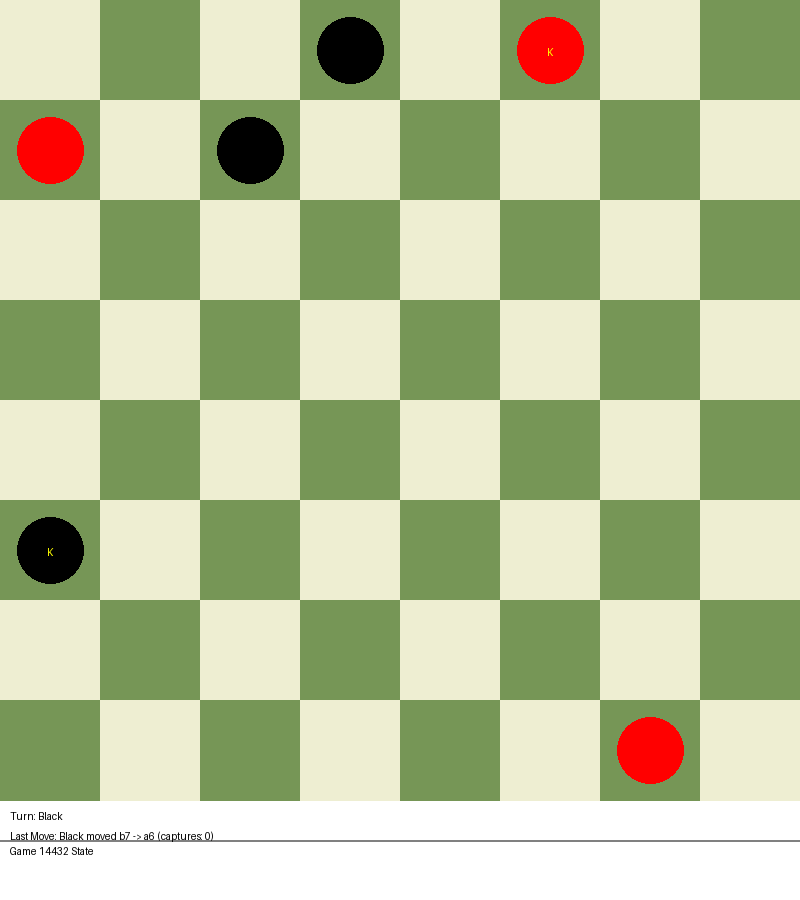 K
K
Turn: Black
Last Move: Black moved b7 -> a6 (captures: 0)
Game 14432 State